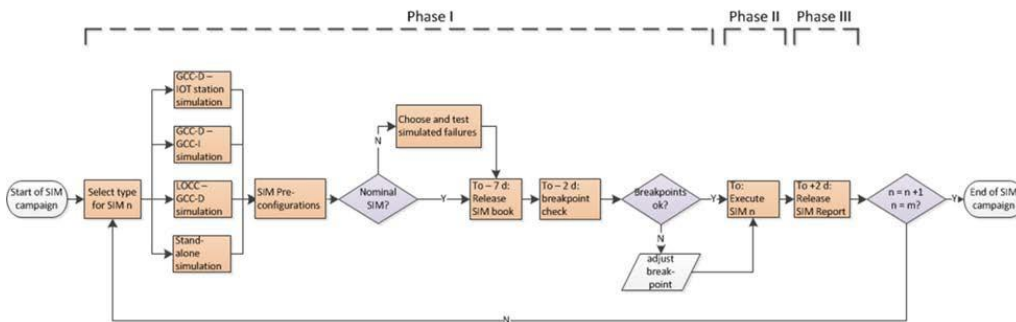 Phase I
Phase II
Phase III
GCC-D –
IOT station
simulation
GCC-D –
GCC-I
simulation
LOCC –
GCC-D
simulation
Stand-
alone
simulation
Start of SIM
campaign
Select type
for SIM n
SIM Pre-
configurations
Nominal
SIM?
N
Y
Choose and test
simulated failures
To – 7 d:
Release
SIM book
To – 2 d:
breakpoint
check
Breakpoints
ok?
Y
N
adjust
break-
point
To:
Execute
SIM n
To +2 d:
Release
SIM Report
n = n +1
n = m?
Y
End of SIM
campaign
N